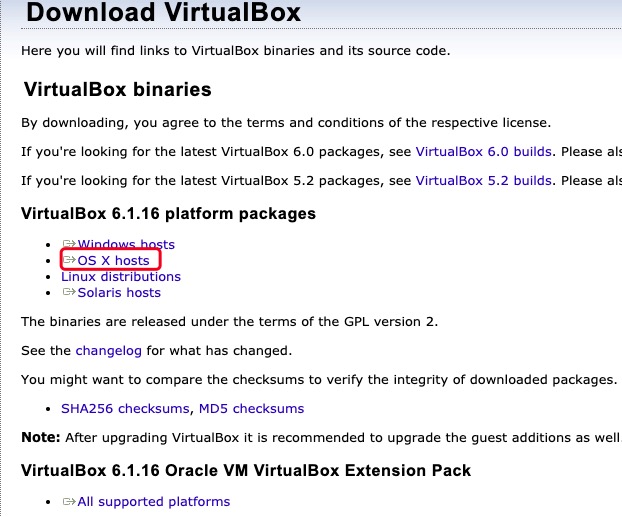 Download VirtualBox
Here you will find links to VirtualBox binaries and its source code.
VirtualBox binaries
By downloading, you agree to the terms and conditions of the respective license.
If you're looking for the latest VirtualBox 6.0 packages, see VirtualBox 6.0 builds. Please als
If you're looking for the latest VirtualBox 5.2 packages, see VirtualBox 5.2 builds. Please als
VirtualBox 6.1.16 platform packages
Windows hosts
OS X hosts
Linux distributions
Solaris hosts
The binaries are released under the terms of the GPL version 2.
See the changelog for what has changed.
You might want to compare the checksums to verify the integrity of downloaded packages.
SHA256 checksums, MD5 checksums
Note: After upgrading VirtualBox it is recommended to upgrade the guest additions as well.
VirtualBox 6.1.16 Oracle VM VirtualBox Extension Pack
All supported platforms